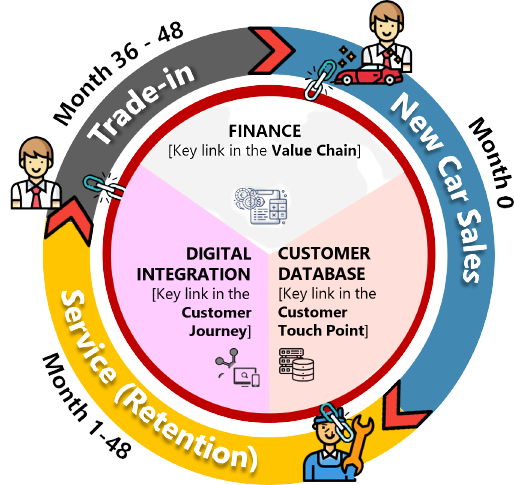 Month 36 - 48
Trade-in
New Car Sales
Month 0
FINANCE
[Key link in the Value Chain]
DIGITAL
INTEGRATION
[Key link in the
Customer
Journey]
CUSTOMER
DATABASE
[Key link in the
Customer
Touch Point]
Service (Retention)
Month 1-48